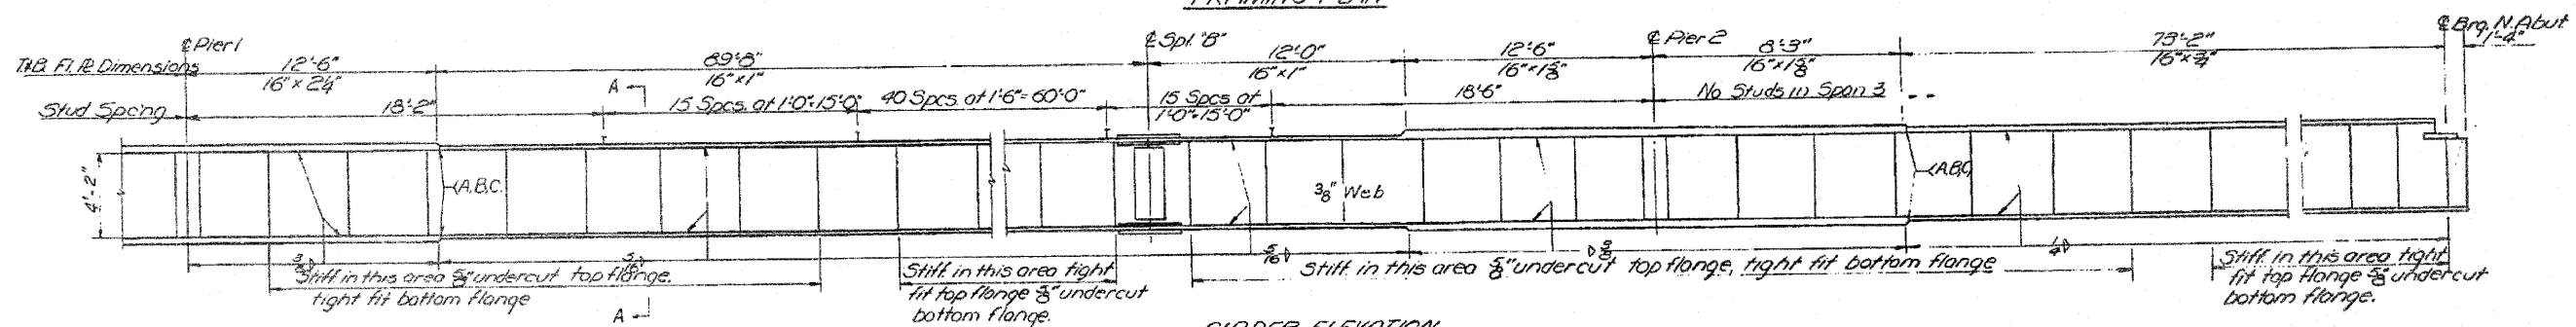 FRAMING PLAN
℄ Pier 1
℄ Spl. "B"
℄ Pier 2
℄ Brg. N. Abut
T&B. Fl. ℙ Dimensions
12'-6"
16" x 2¼"
89'-8"
16" x 1"
12'-0"
16" x 1"
12'-6"
16" x 1⅝"
8'-3"
16" x 1⅝"
73'-2"
16" x ¾"
1'-4"
Stud Spcing
18'-2"
A
15 Spcs. at 1'-0"=15'-0"
40 Spcs. at 1'-6"=60'-0"
15 Spcs at
1'-0"=15'-0"
18'-6"
No Studs in Span 3
4'-2"
A.B.C.
⅜" Web
A.B.C.
5/16
Stiff in this area ⅝" undercut top flange.
tight fit bottom flange
A
Stiff in this area tight
fit top flange ⅝" undercut
bottom flange.
Stiff. in this area ⅝" undercut top flange, tight fit bottom flange
Stiff in this area tight
fit top flange ⅝" undercut
bottom flange.
GIRDER ELEVATION